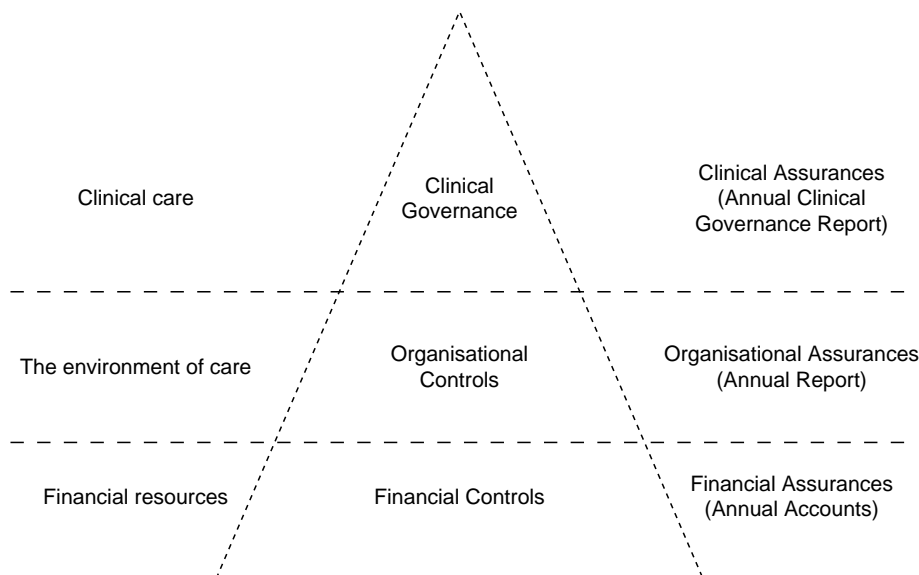 Clinical care
Clinical
Governance
Clinical Assurances
(Annual Clinical
Governance Report)
The environment of care
Organisational
Controls
Organisational Assurances
(Annual Report)
Financial resources
Financial Controls
Financial Assurances
(Annual Accounts)